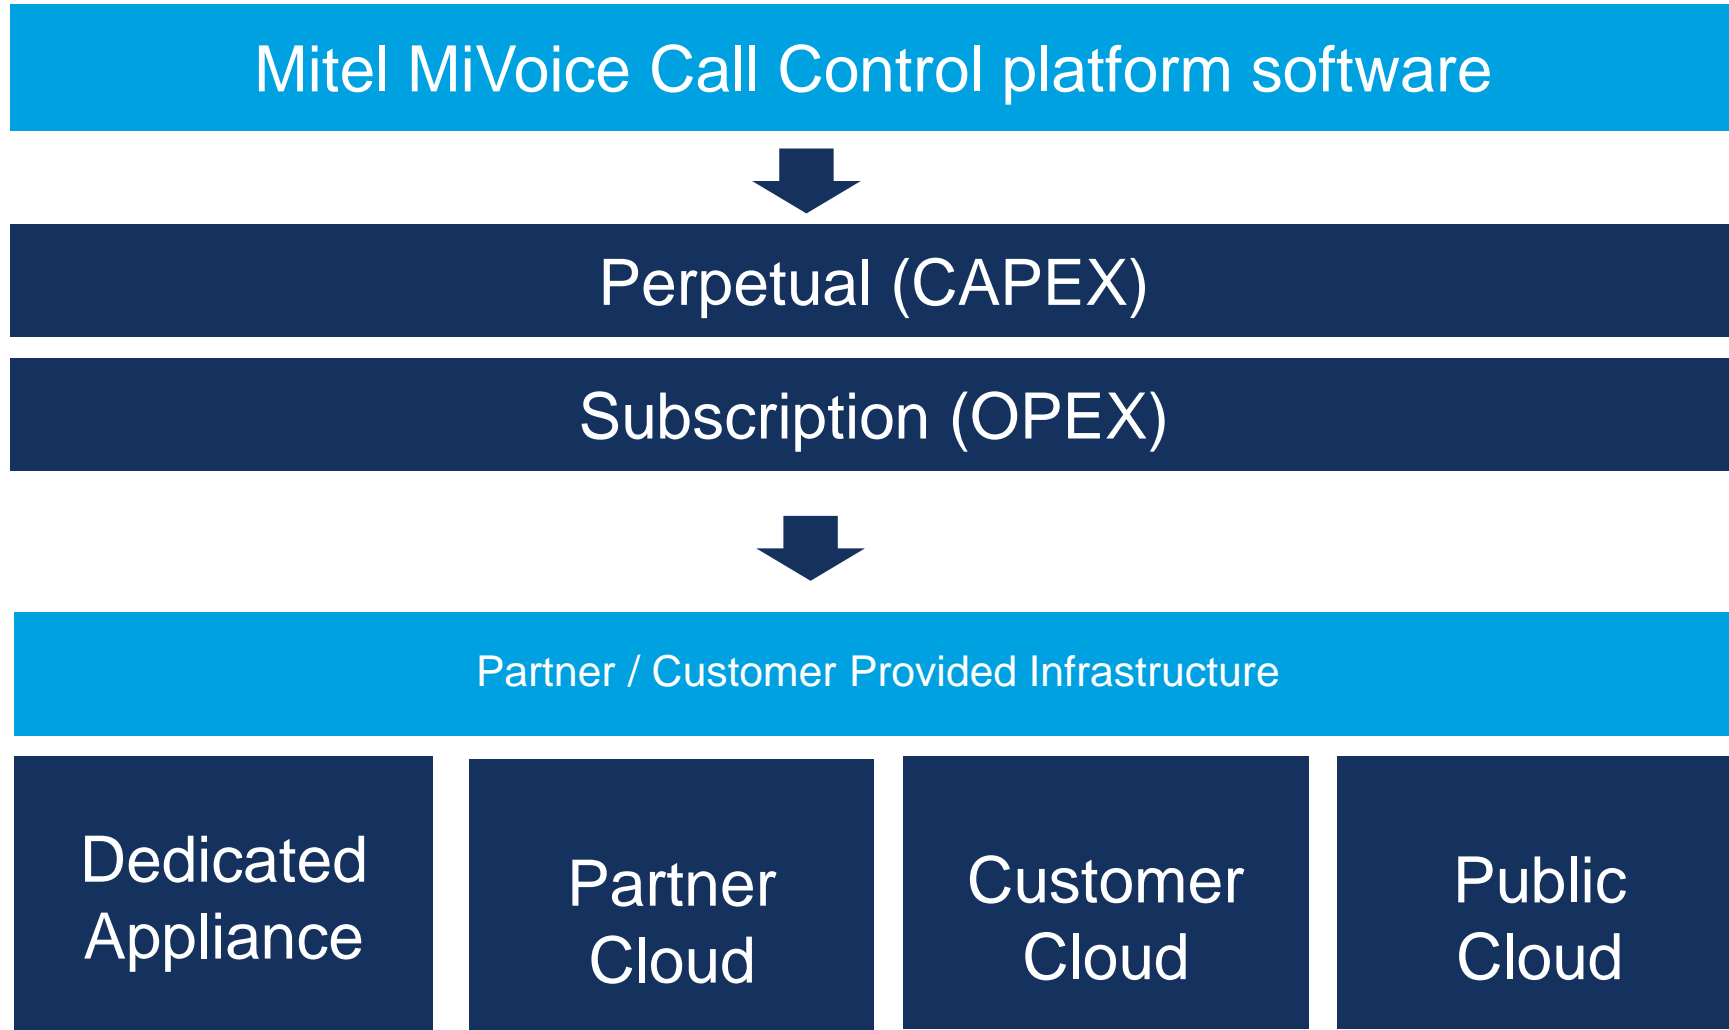 Mitel MiVoice Call Control platform software
Perpetual (CAPEX)
Subscription (OPEX)
Partner / Customer Provided Infrastructure
Dedicated
Appliance
Partner
Cloud
Customer
Cloud
Public
Cloud